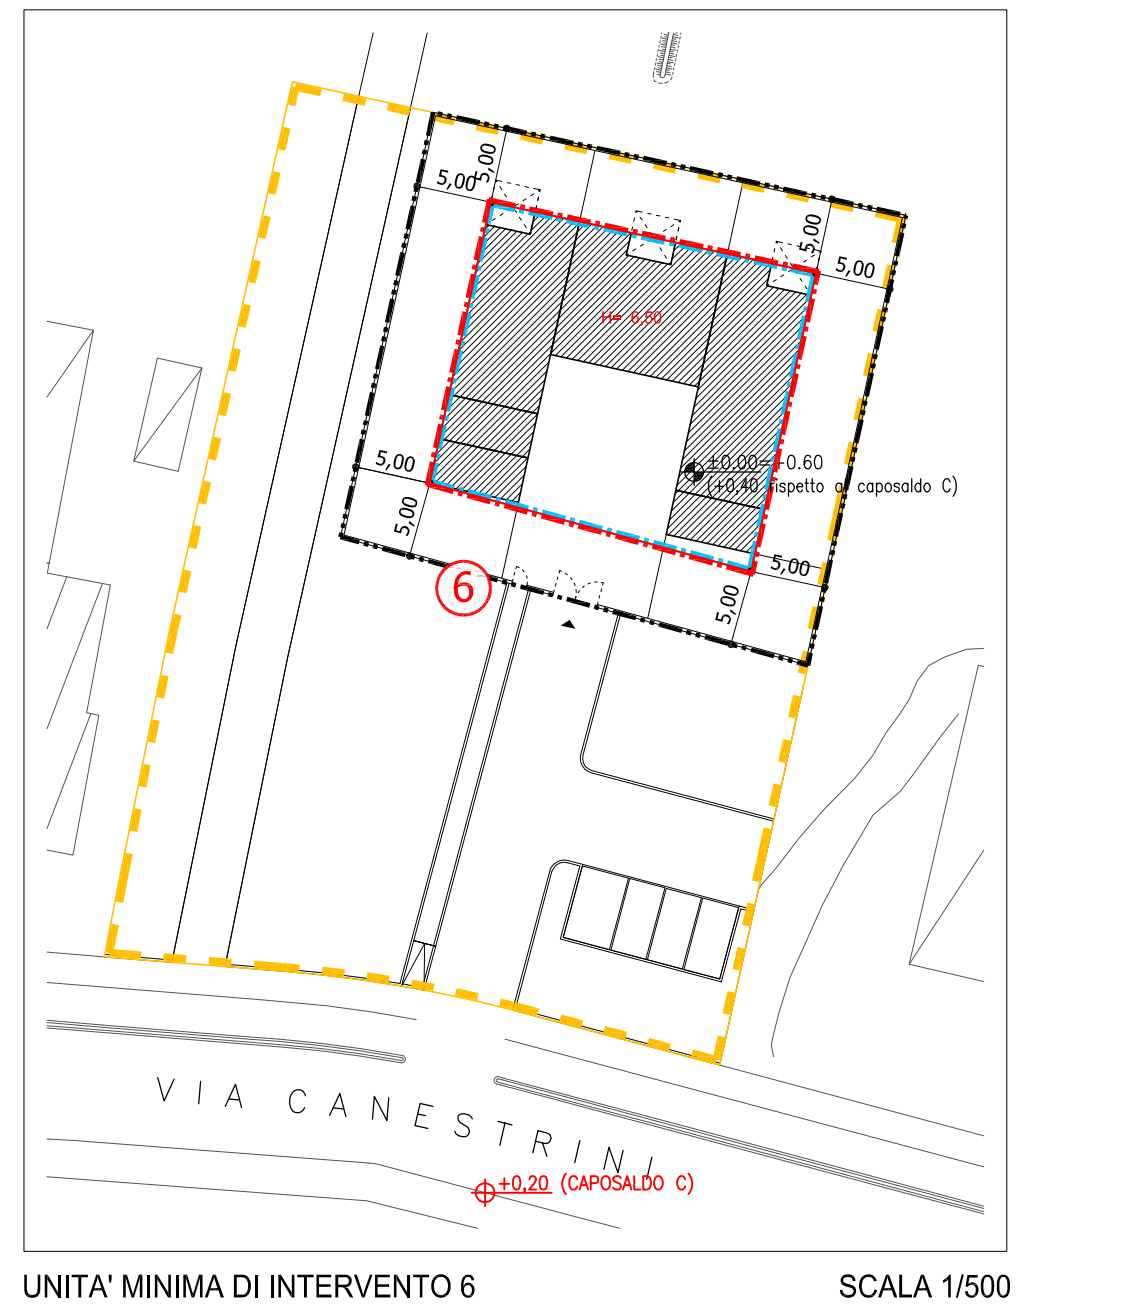 5,00
5,00
5,00
5,00
H= 6,50
±0.00=+0.60
(+0,40 rispetto al caposaldo C)
5,00
5,00
5,00
5,00
6
VIA CANESTRINI
+0,20 (CAPOSALDO C)
UNITA' MINIMA DI INTERVENTO 6
SCALA 1/500